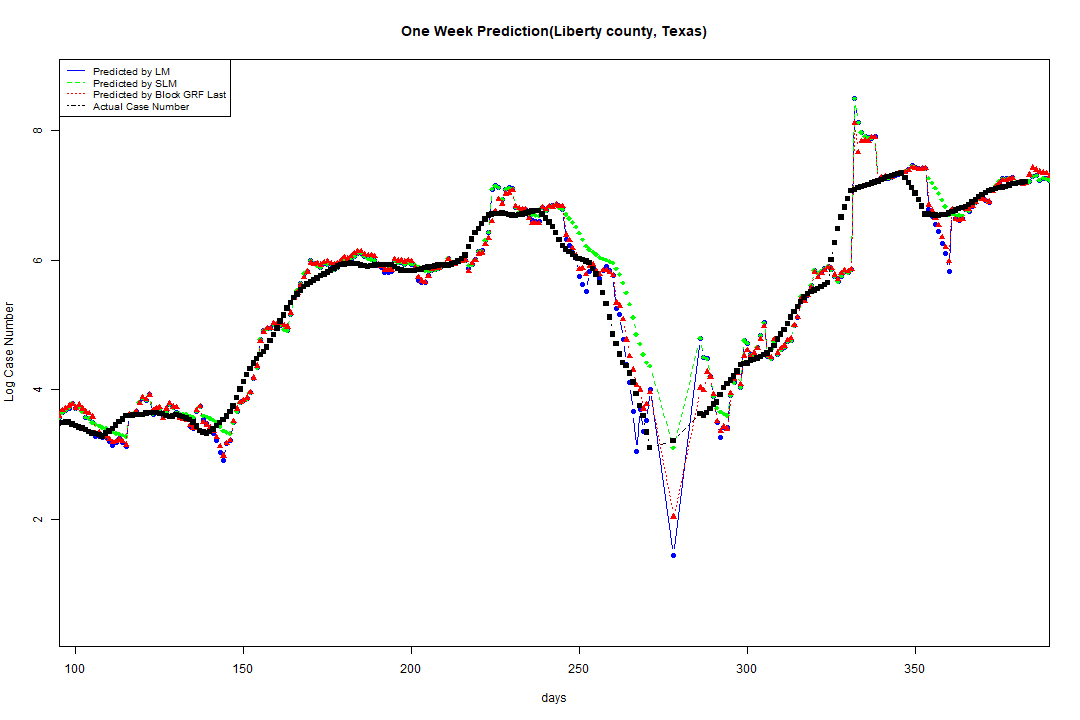 One Week Prediction(Liberty county, Texas)
Predicted by LM
Predicted by SLM
Predicted by Block GRF Last
Actual Case Number
8
6
4
2
Log Case Number
100 150 200 250 300 350
days